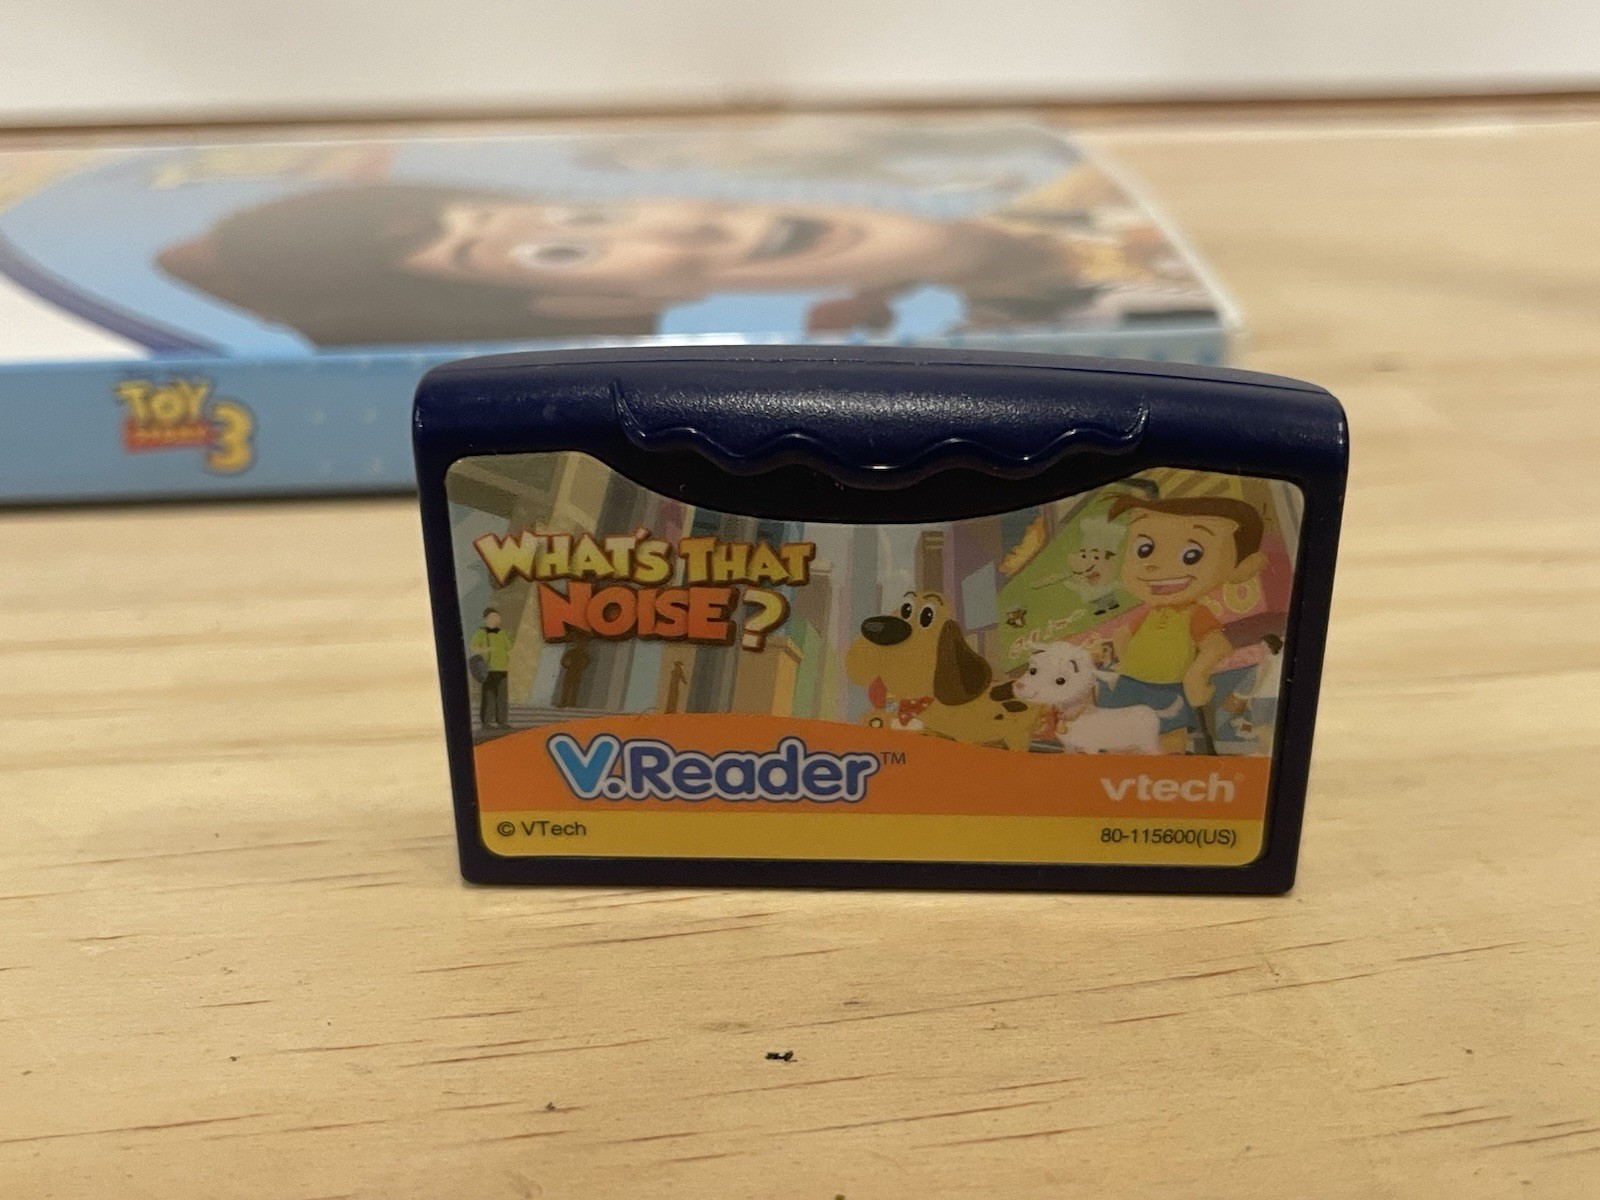 TOY
3
WHAT'S THAT
NOISE?
V.Reader™
vtech®
© VTech
80-115600(US)